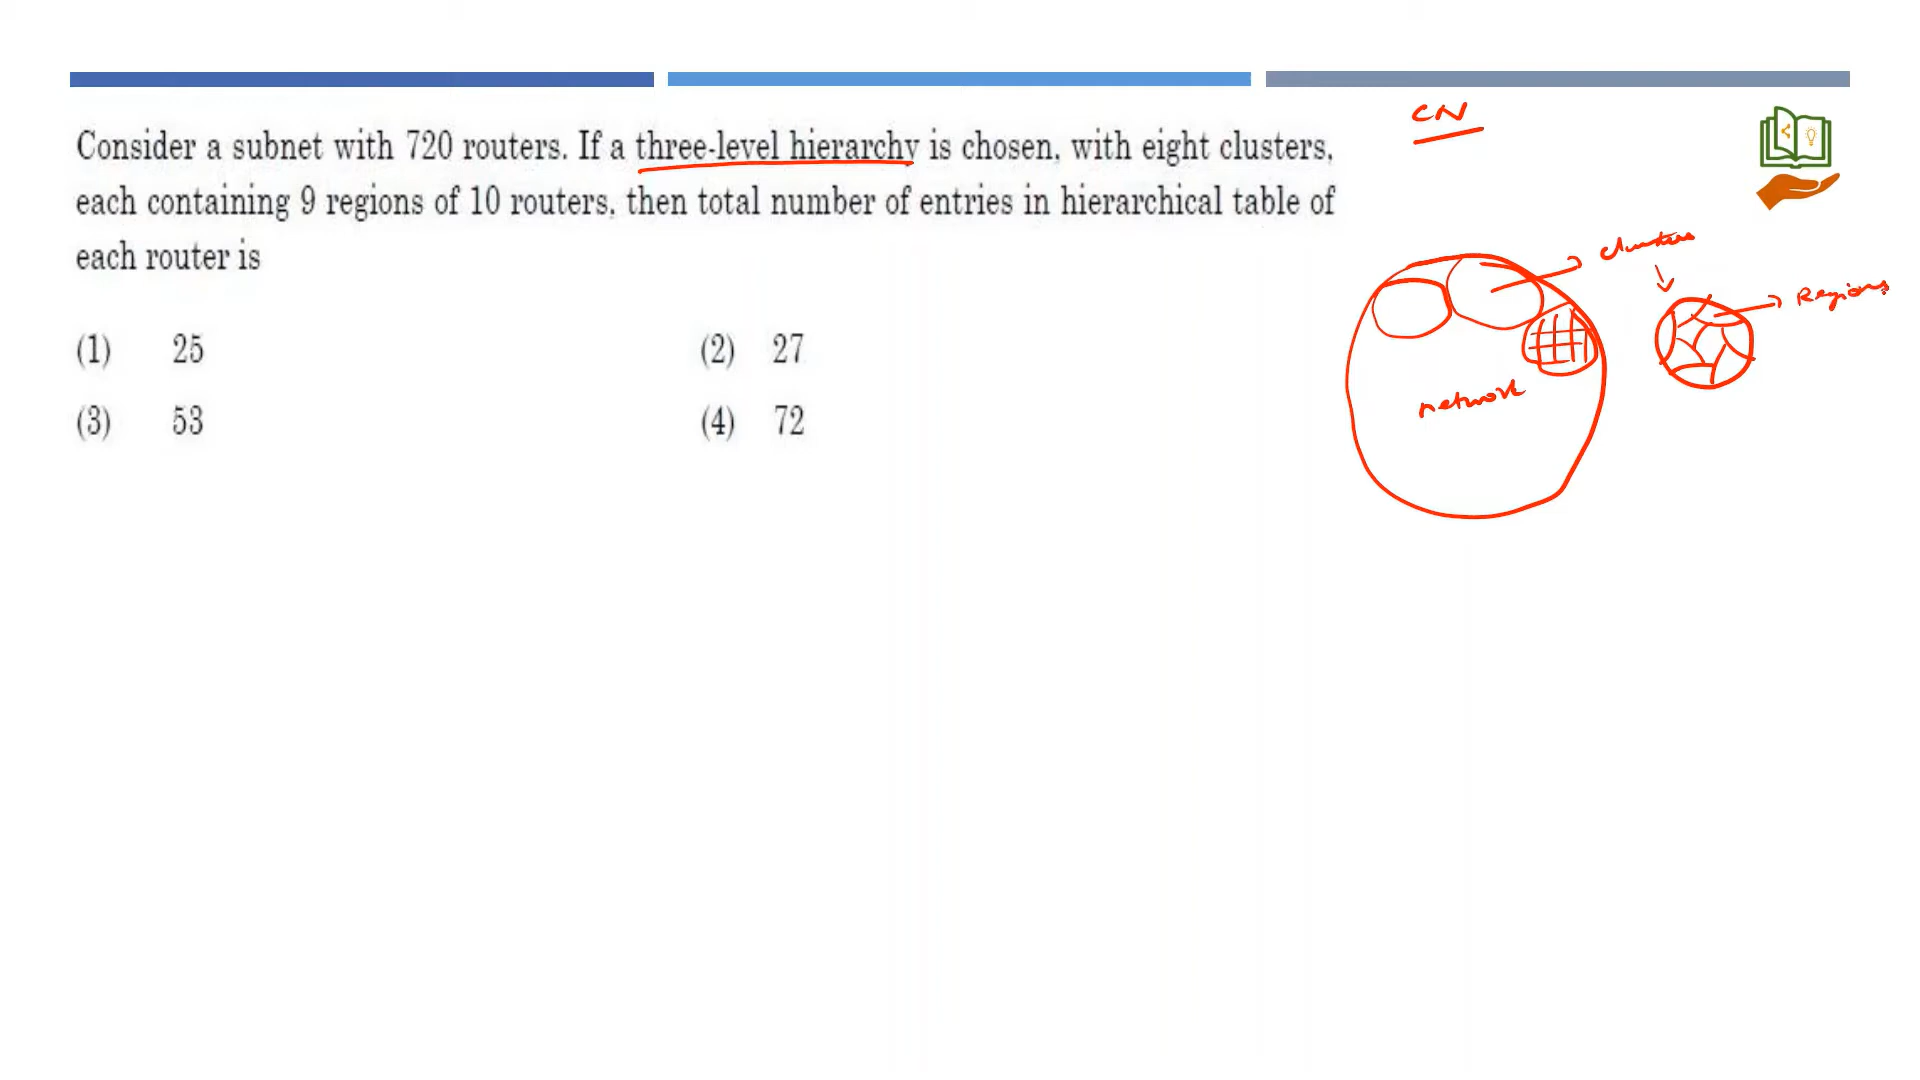 CN
Consider a subnet with 720 routers. If a three-level hierarchy is chosen, with eight clusters,
each containing 9 regions of 10 routers, then total number of entries in hierarchical table of
each router is
(1) 25
(2) 27
(3) 53
(4) 72
clusters
Regions
network